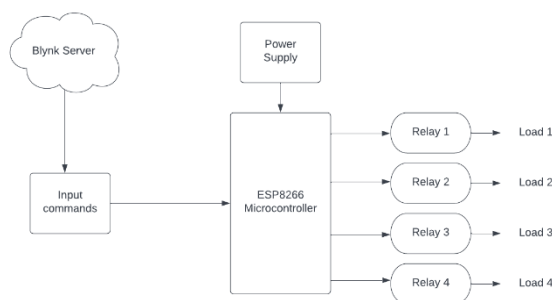 Blynk Server
Power
Supply
Input
commands
ESP8266
Microcontroller
Relay 1
Load 1
Relay 2
Load 2
Relay 3
Load 3
Relay 4
Load 4